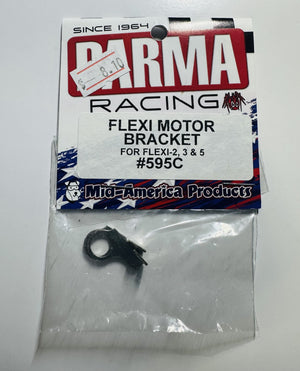 SINCE 1964
PARMA
8.10
RACING
FLEXI MOTOR
BRACKET
FOR FLEXI-2, 3 & 5
#595C
Mid-America Products